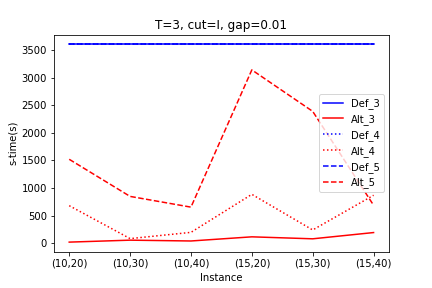 T=3, cut=I, gap=0.01
3500
3000
2500
2000
1500
1000
500
0
s-time(s)
Def_3
Alt_3
Def_4
Alt_4
Def_5
Alt_5
(10,20) (10,30) (10,40) (15,20) (15,30) (15,40)
Instance